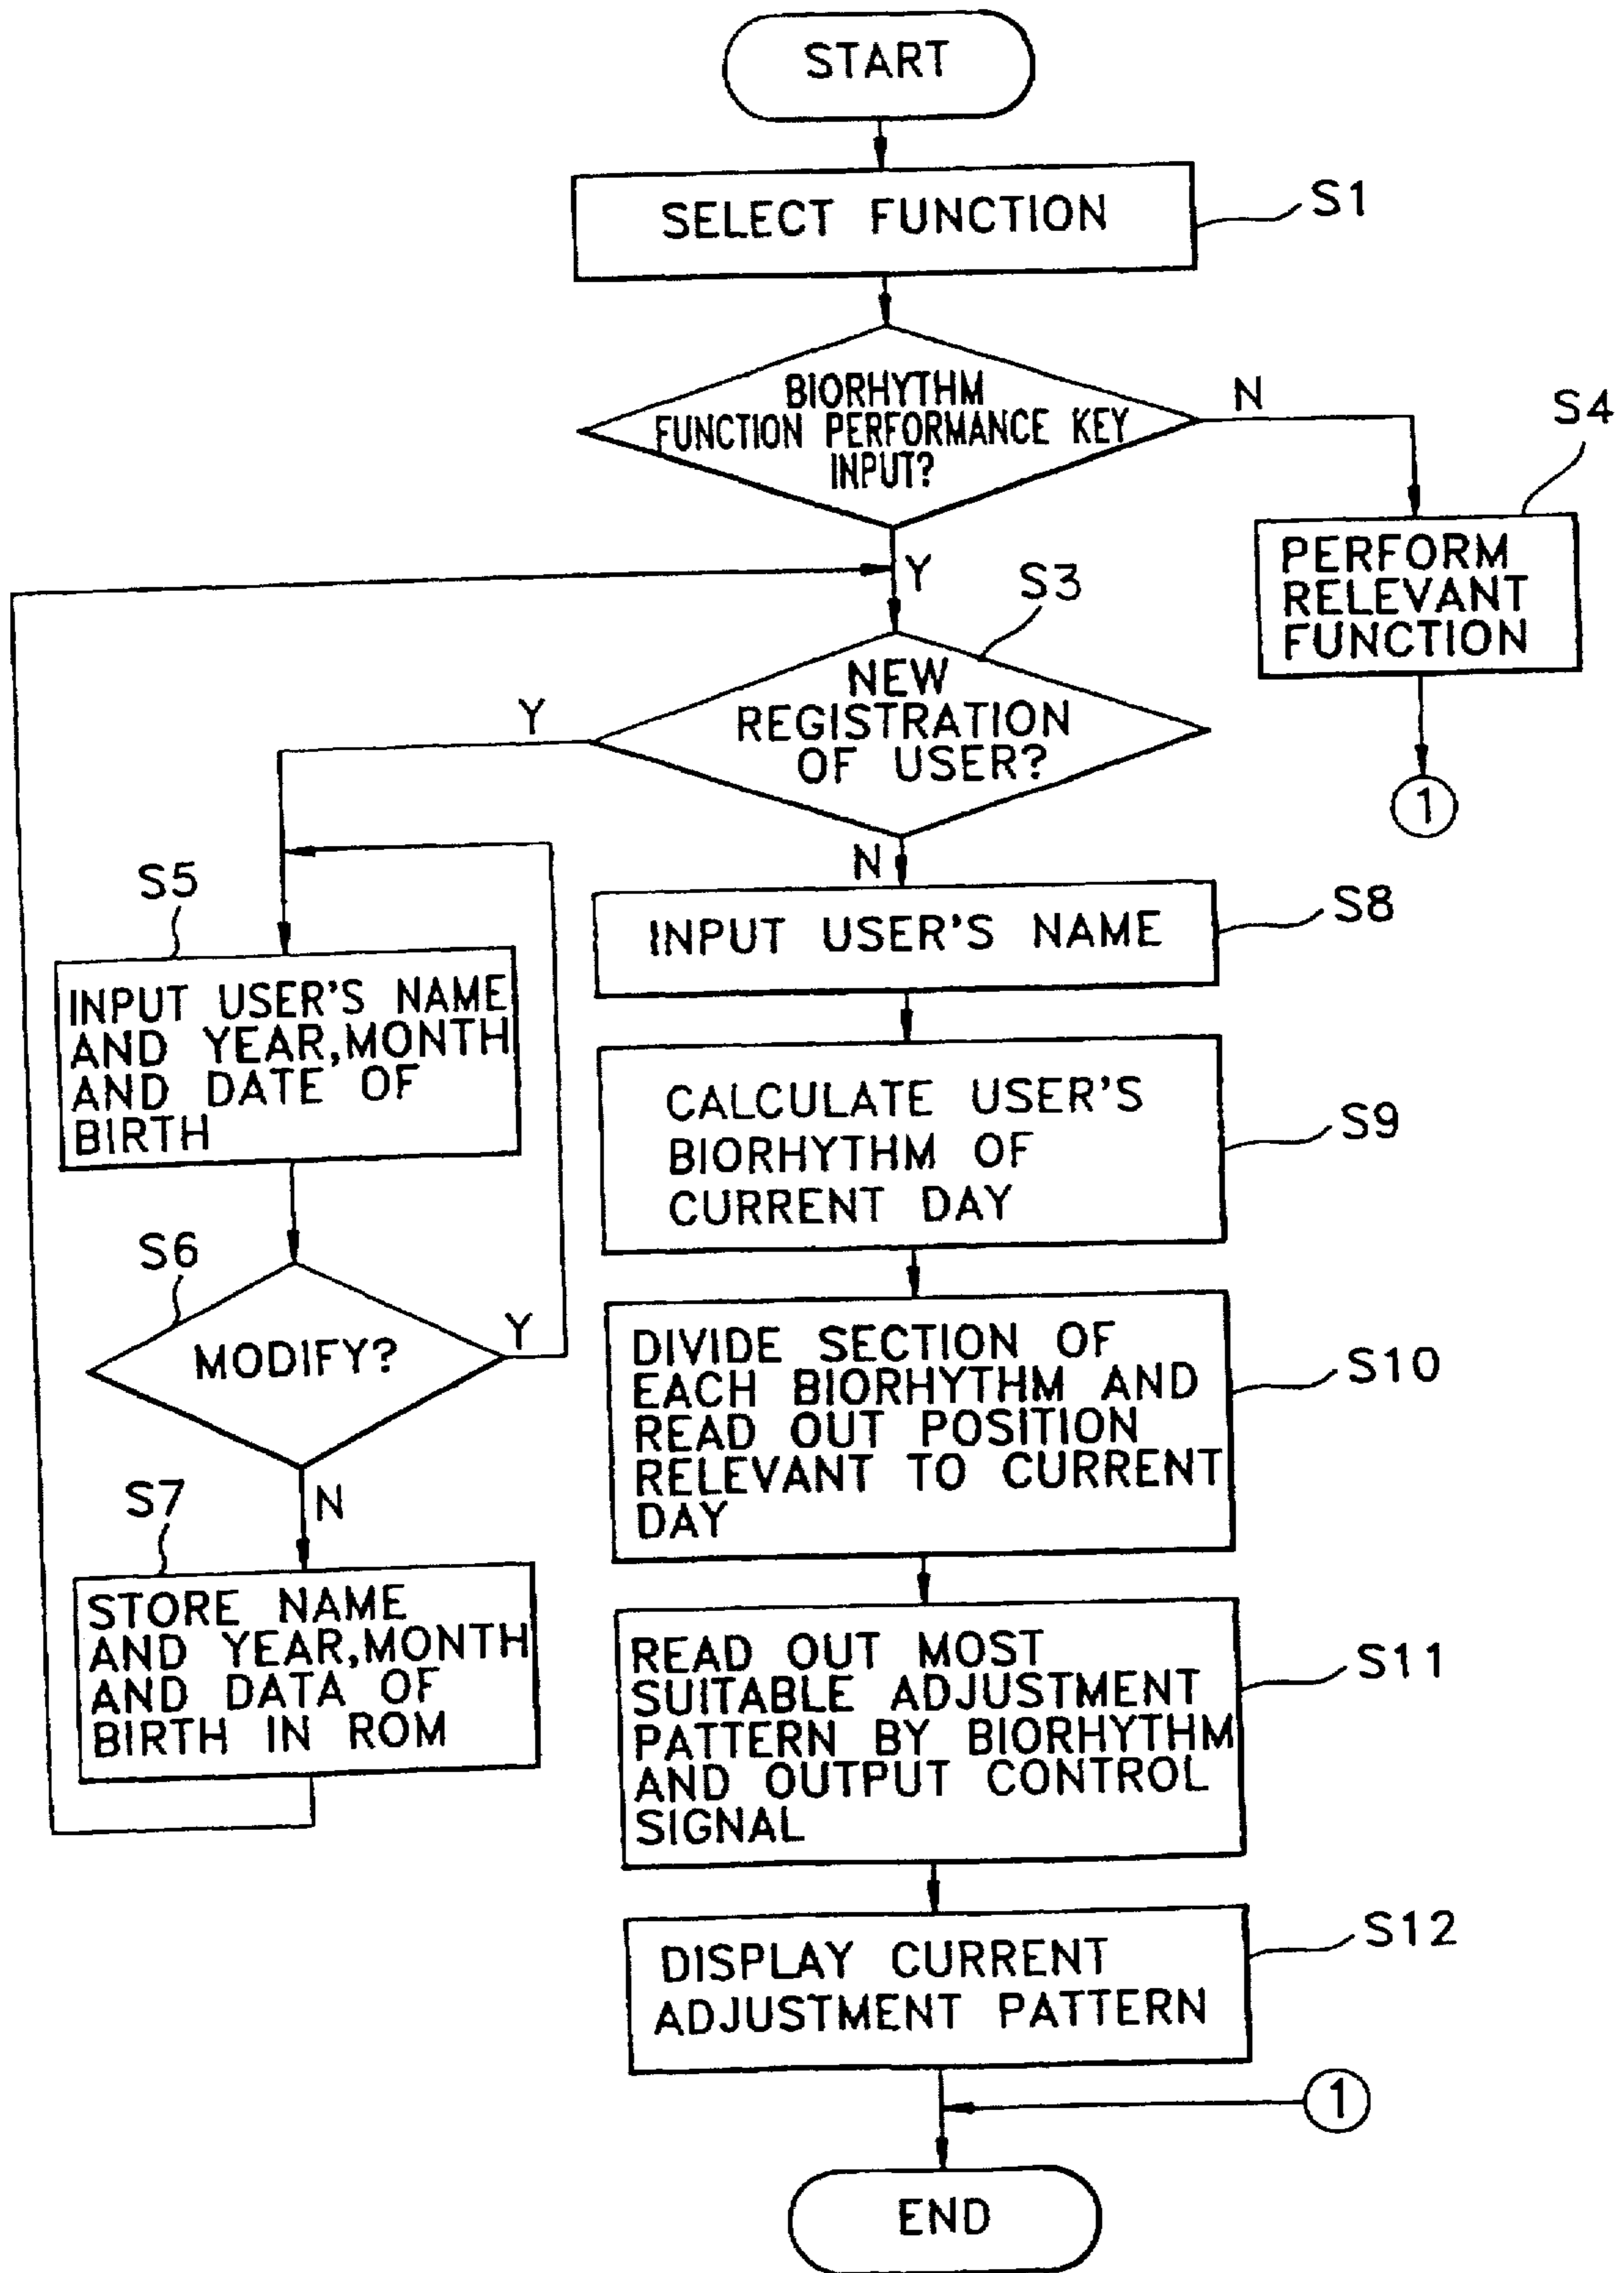 START
SELECT FUNCTION
S1
BIORHYTHM
FUNCTION PERFORMANCE KEY
INPUT?
N
S4
PERFORM
RELEVANT
FUNCTION
1
Y
S3
NEW
REGISTRATION
OF USER?
Y
N
S5
INPUT USER'S NAME
AND YEAR,MONTH
AND DATE OF
BIRTH
S6
MODIFY?
Y
N
S7
STORE NAME
AND YEAR,MONTH
AND DATA OF
BIRTH IN ROM
INPUT USER'S NAME
S8
CALCULATE USER'S
BIORHYTHM OF
CURRENT DAY
S9
DIVIDE SECTION OF
EACH BIORHYTHM AND
READ OUT POSITION
RELEVANT TO CURRENT
DAY
S10
READ OUT MOST
SUITABLE ADJUSTMENT
PATTERN BY BIORHYTHM
AND OUTPUT CONTROL
SIGNAL
S11
DISPLAY CURRENT
ADJUSTMENT PATTERN
S12
1
END